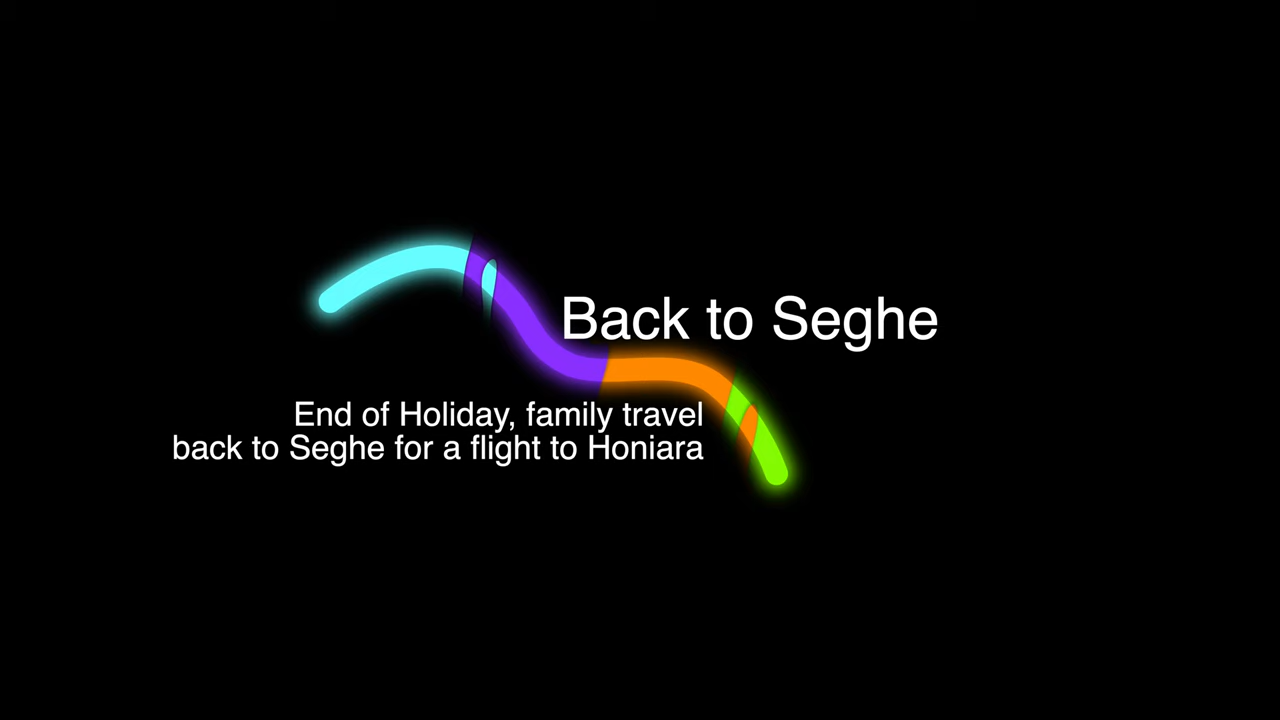 Back to Seghe
End of Holiday, family travel
back to Seghe for a flight to Honiara